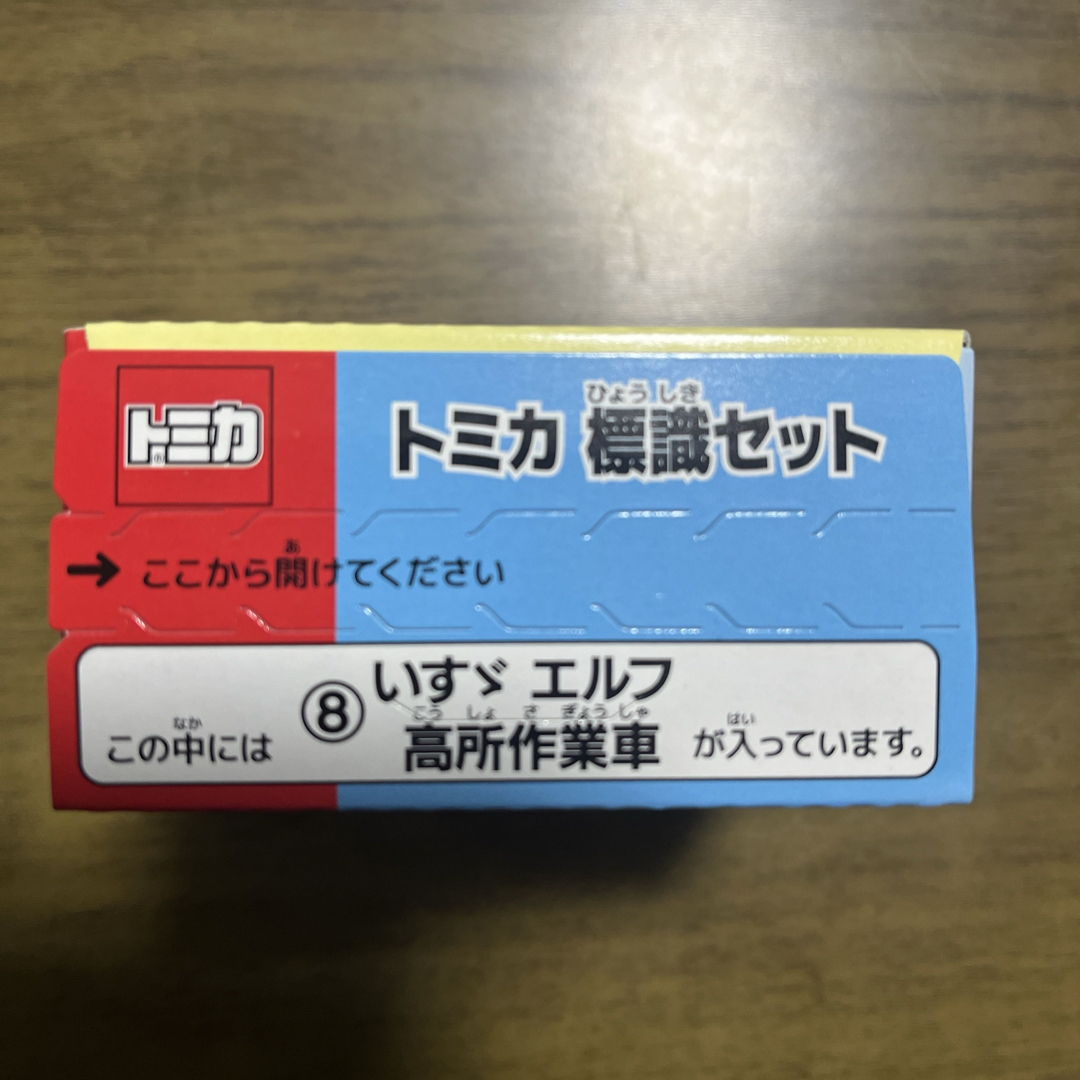 トミカ
ひょうしき
トミカ 標識セット
あ
→ ここから開けてください
いすゞ エルフ
⑧
こうしょさぎょうしゃ
高所作業車
なか
この中には
はい
が入っています。